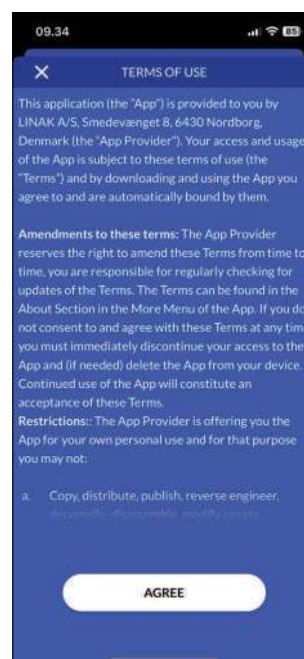 09.34
85
TERMS OF USE
This application (the "App") is provided to you by
LINAK A/S, Smedevænget 8, 6430 Nordborg,
Denmark (the "App Provider"). Your access and usage
of the App is subject to these terms of use (the
"Terms") and by downloading and using the App you
agree to and are automatically bound by them.
Amendments to these terms: The App Provider
reserves the right to amend these Terms from time to
time, you are responsible for regularly checking for
updates of the Terms. The Terms can be found in the
About Section in the More Menu of the App. If you do
not consent to and agree with these Terms at any tim
you must immediately discontinue your access to the
App and (if needed) delete the App from your device.
Continued use of the App will constitute an
acceptance of these Terms.
Restrictions:: The App Provider is offering you the
App for your own personal use and for that purpose
you may not:
a. Copy, distribute, publish, reverse engineer,
decompile, disassemble, modify
AGREE